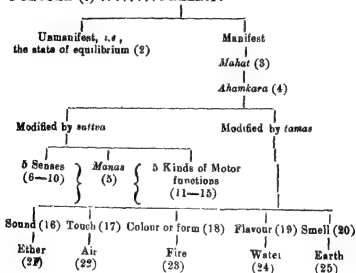 Unmanifest, i.e., Manifest
the state of equilibrium (2)
Mahat (3)
Ahamkara (4)
Modified by sattva Modified by tamas
5 Senses Manas 5 Kinds of Motor
(6—10) (5) functions
(11—15)
Sound (16) Touch (17) Colour or form (18) Flavour (19) Smell (20)
Ether Air Fire Water Earth
(21) (22) (23) (24) (25)